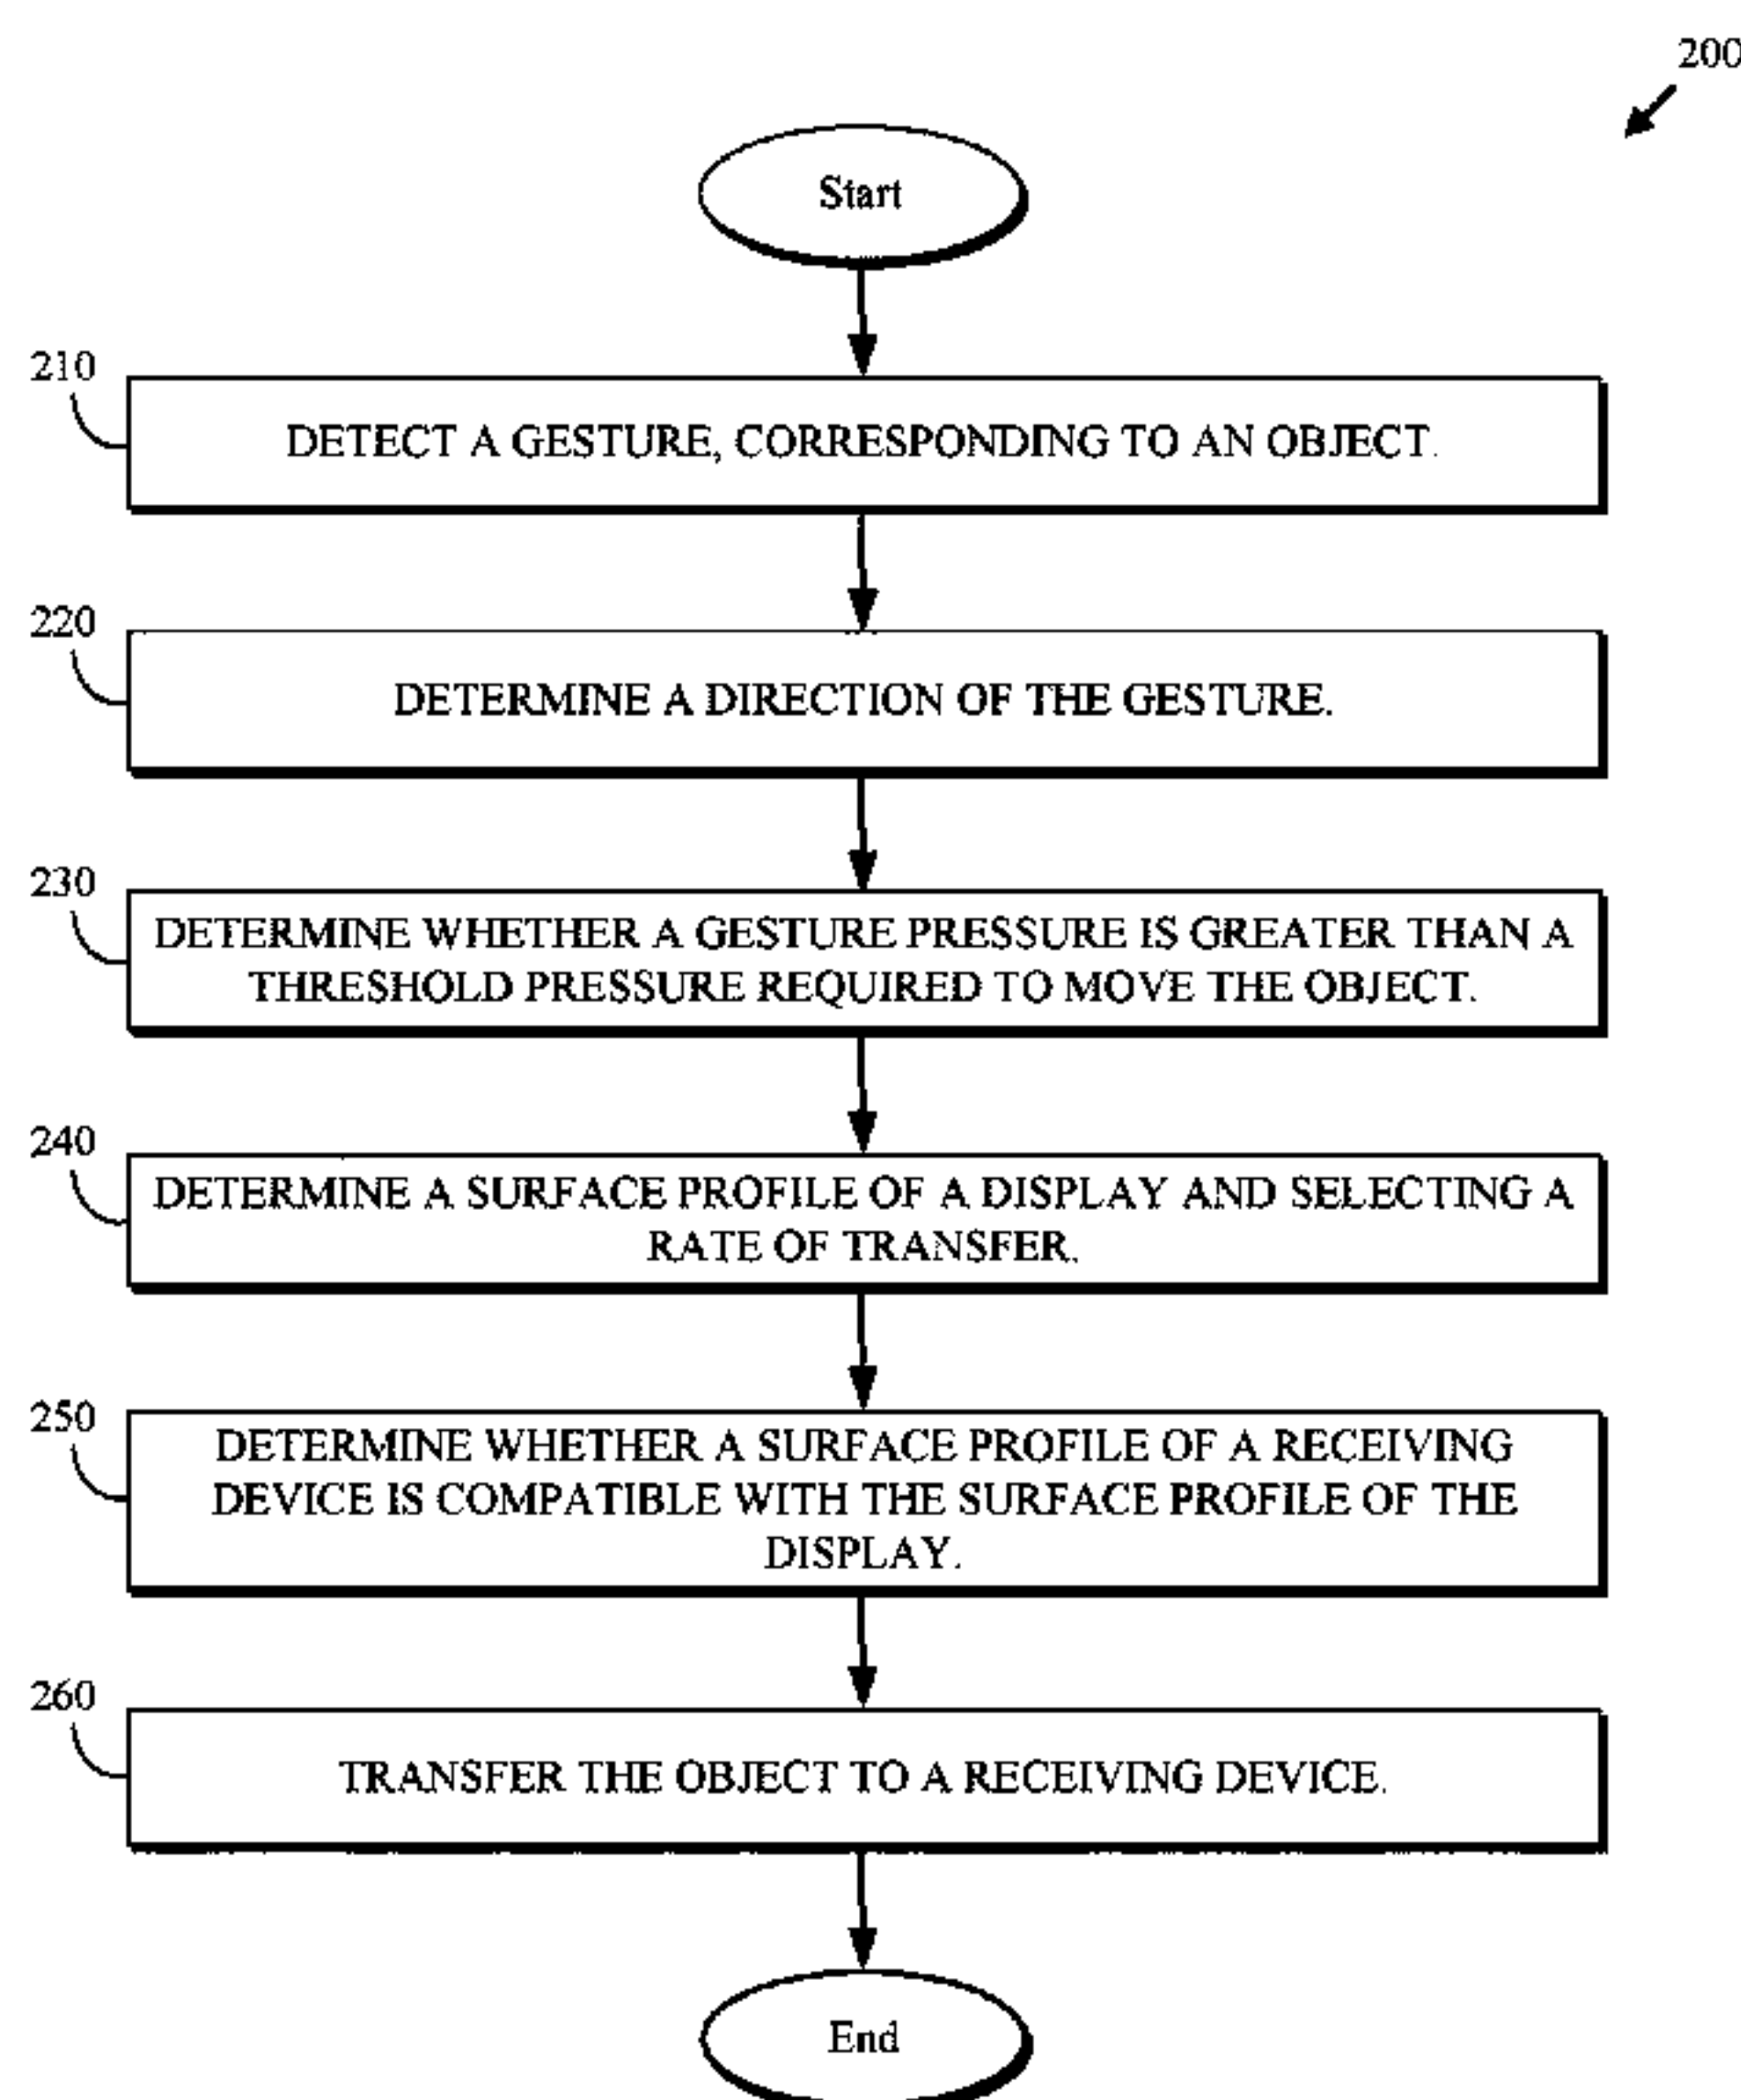 200
Start
210
DETECT A GESTURE, CORRESPONDING TO AN OBJECT.
220
DETERMINE A DIRECTION OF THE GESTURE.
230
DETERMINE WHETHER A GESTURE PRESSURE IS GREATER THAN A
THRESHOLD PRESSURE REQUIRED TO MOVE THE OBJECT.
240
DETERMINE A SURFACE PROFILE OF A DISPLAY AND SELECTING A
RATE OF TRANSFER.
250
DETERMINE WHETHER A SURFACE PROFILE OF A RECEIVING
DEVICE IS COMPATIBLE WITH THE SURFACE PROFILE OF THE
DISPLAY.
260
TRANSFER THE OBJECT TO A RECEIVING DEVICE.
End